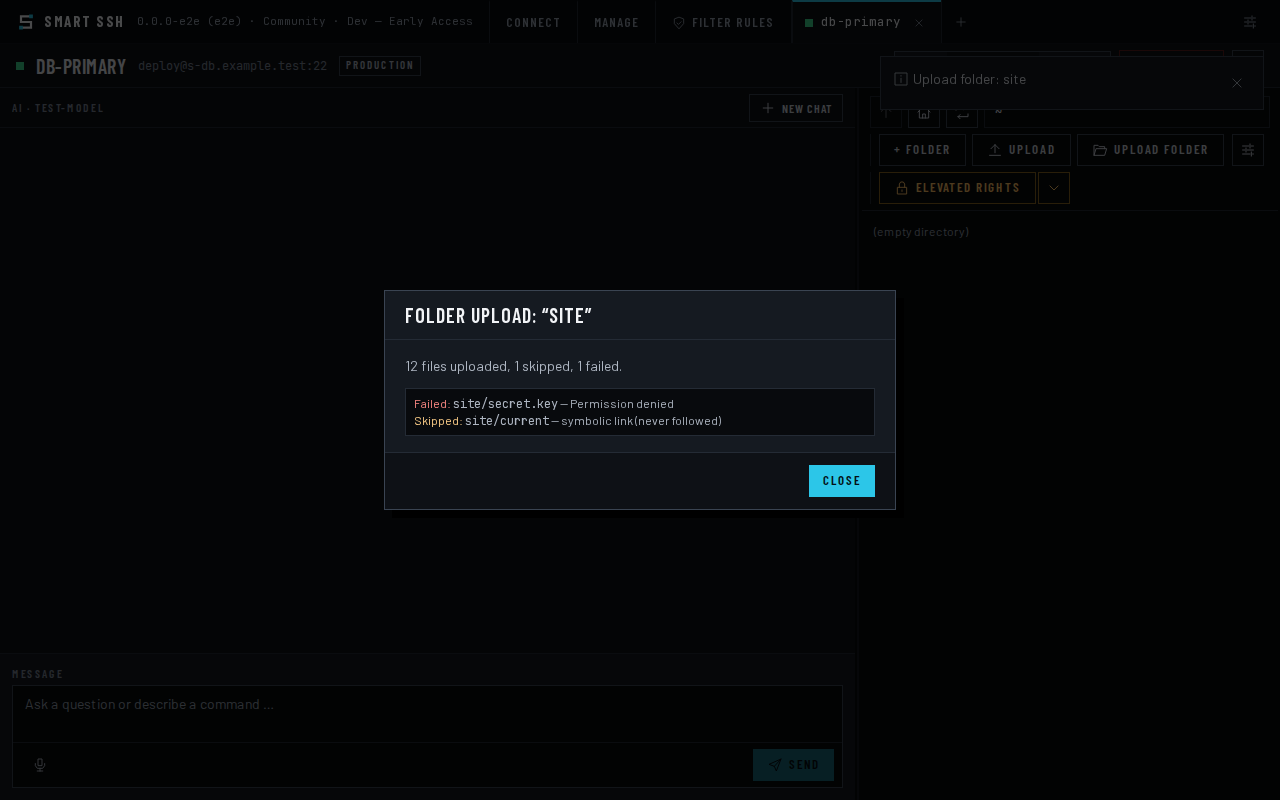 SMART SSH
0.0.0-e2e (e2e) · Community · Dev — Early Access
CONNECT
MANAGE
FILTER RULES
db-primary
DB-PRIMARY
deploy@s-db.example.test:22
PRODUCTION
Upload folder: site
AI · TEST-MODEL
NEW CHAT
~
+ FOLDER
UPLOAD
UPLOAD FOLDER
ELEVATED RIGHTS
(empty directory)
FOLDER UPLOAD: “SITE”
12 files uploaded, 1 skipped, 1 failed.
Failed: site/secret.key — Permission denied
Skipped: site/current — symbolic link (never followed)
CLOSE
MESSAGE
Ask a question or describe a command …
SEND